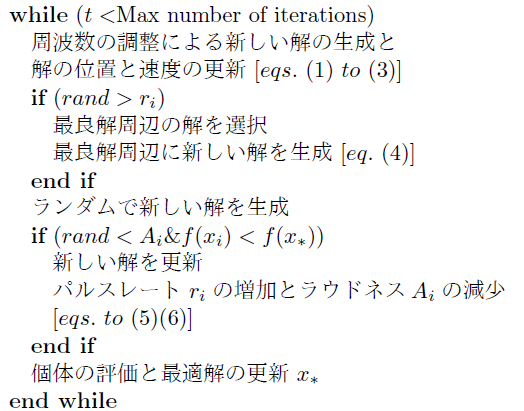 while (t <Max number of iterations)
周波数の調整による新しい解の生成と
解の位置と速度の更新 [eqs. (1) to (3)]
if (rand > r_i)
最良解周辺の解を選択
最良解周辺に新しい解を生成 [eq. (4)]
end if
ランダムで新しい解を生成
if (rand < A_i&f(x_i) < f(x_*))
新しい解を更新
パルスレート r_i の増加とラウドネス A_i の減少
[eqs. to (5)(6)]
end if
個体の評価と最適解の更新 x_*
end while